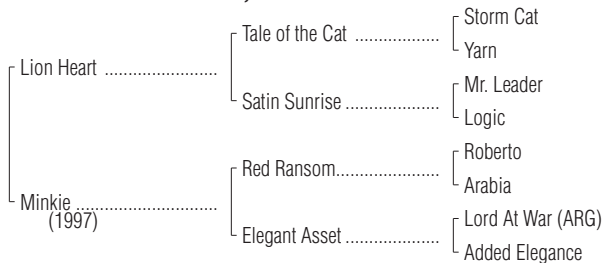 Storm Cat
Tale of the Cat ..................
Yarn
Lion Heart ........................
Mr. Leader
Satin Sunrise ....................
Logic
Roberto
Red Ransom......................
Arabia
Minkie ..............................
(1997)
Lord At War (ARG)
Elegant Asset ....................
Added Elegance